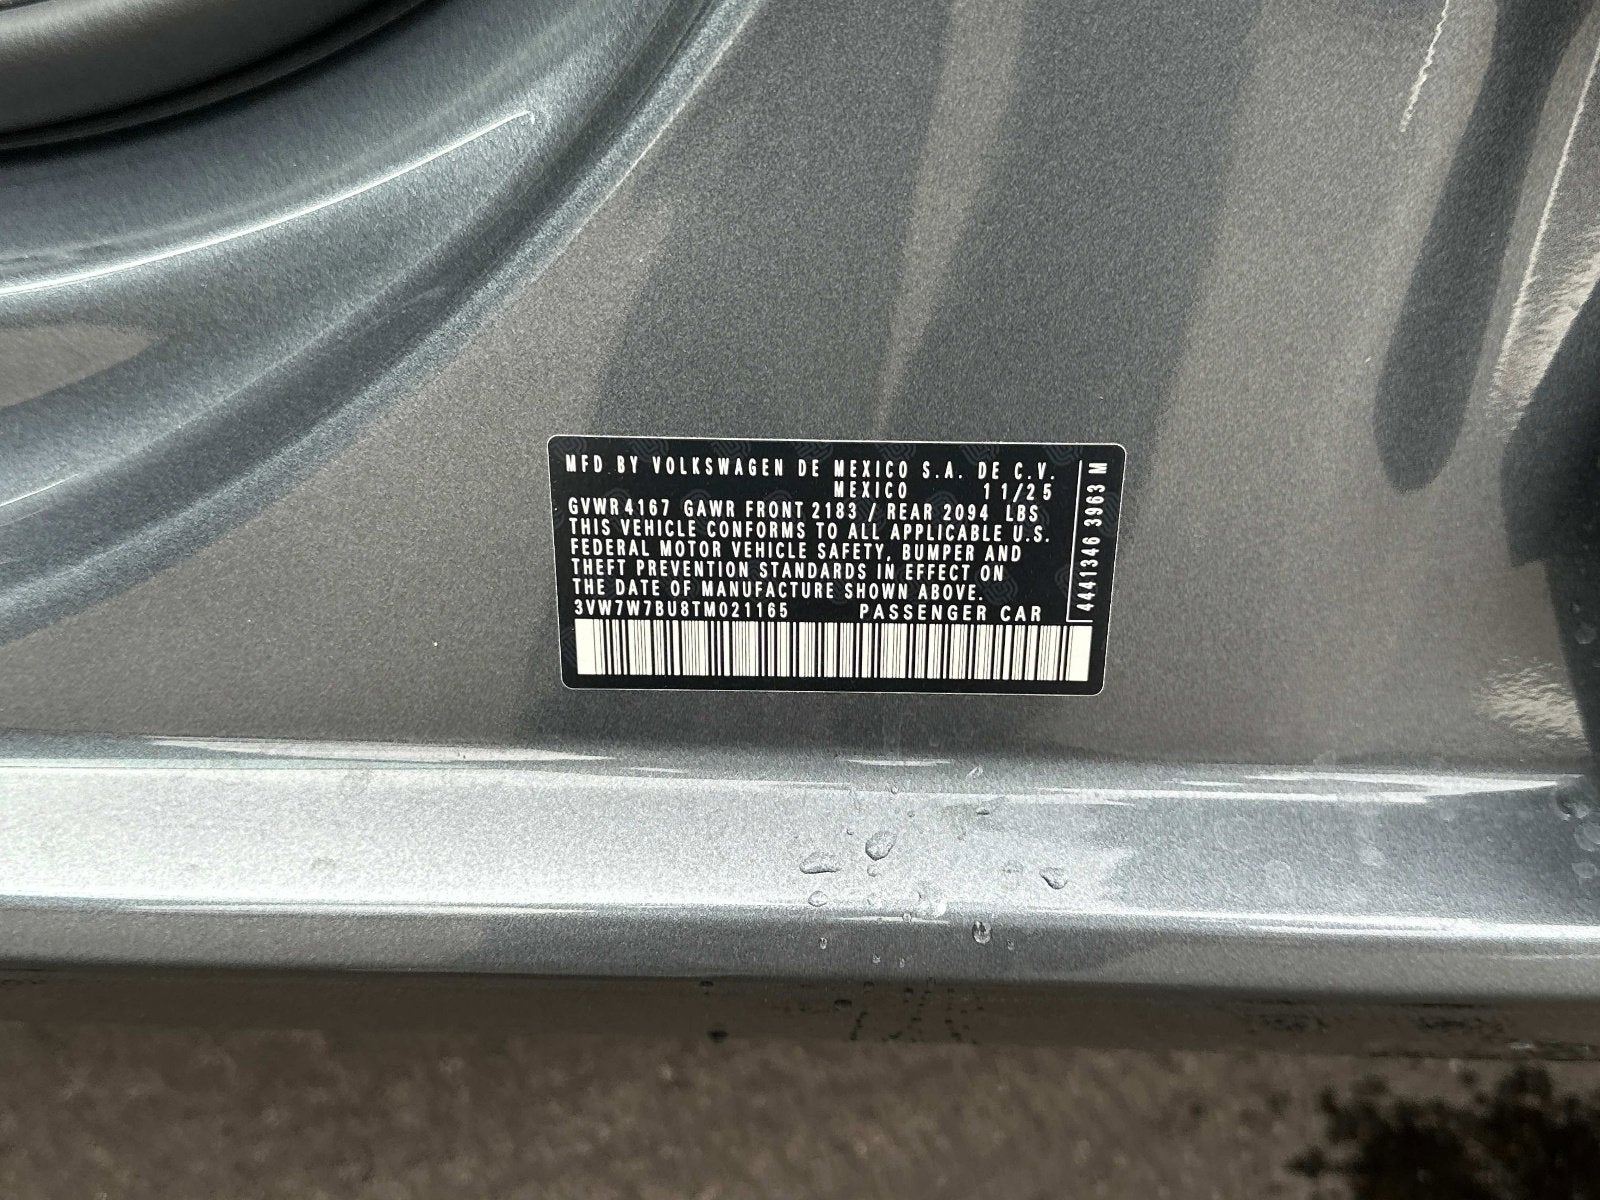 MFD BY VOLKSWAGEN DE MEXICO S.A. DE C.V.
MEXICO 11/25
GVWR 4167 GAWR FRONT 2183 / REAR 2094 LBS
THIS VEHICLE CONFORMS TO ALL APPLICABLE U.S.
FEDERAL MOTOR VEHICLE SAFETY, BUMPER AND
THEFT PREVENTION STANDARDS IN EFFECT ON
THE DATE OF MANUFACTURE SHOWN ABOVE.
3VW7W7BU8TM021165 PASSENGER CAR
4441346 3963 M